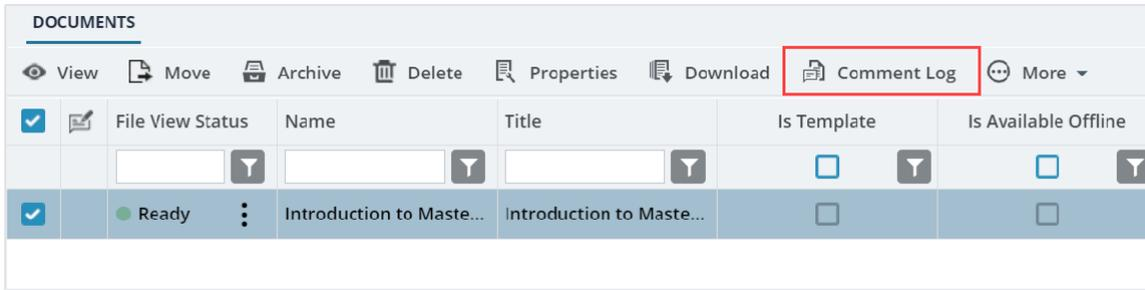 DOCUMENTS
View Move Archive Delete Properties Download Comment Log More
File View Status Name Title Is Template Is Available Offline
Ready Introduction to Maste... Introduction to Maste...